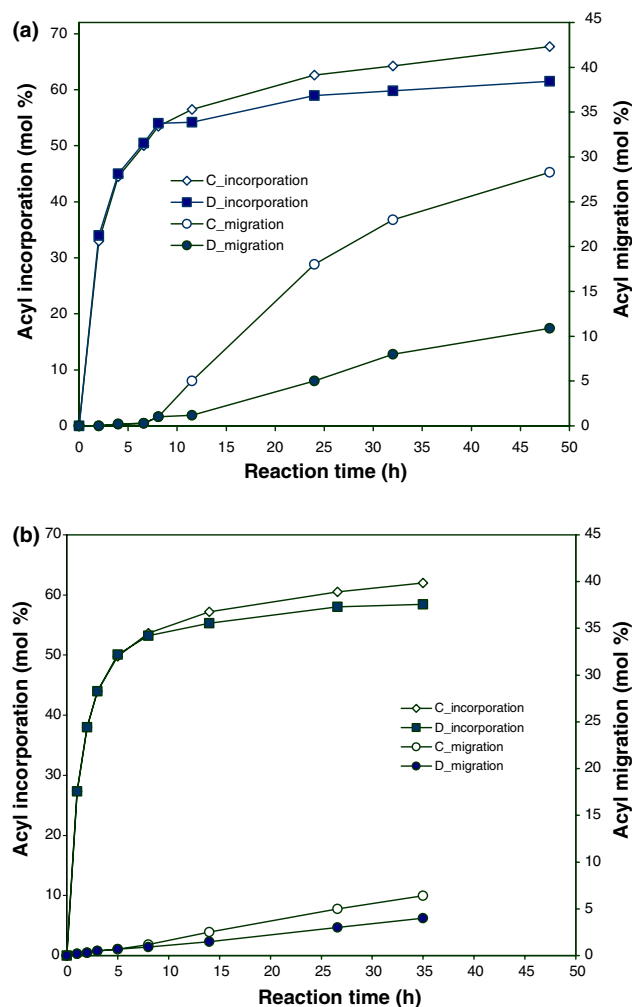 (a)
70
60
50
40
30
20
10
0
45
40
35
30
25
20
15
10
5
0
0 5 10 15 20 25 30 35 40 45 50
Acyl incorporation (mol %)
Acyl migration (mol %)
C_incorporation
D_incorporation
C_migration
D_migration
Reaction time (h)
(b)
70
60
50
40
30
20
10
0
45
40
35
30
25
20
15
10
5
0
0 5 10 15 20 25 30 35 40 45 50
Acyl incorporation (mol %)
Acyl migration (mol %)
C_incorporation
D_incorporation
C_migration
D_migration
Reaction time (h)